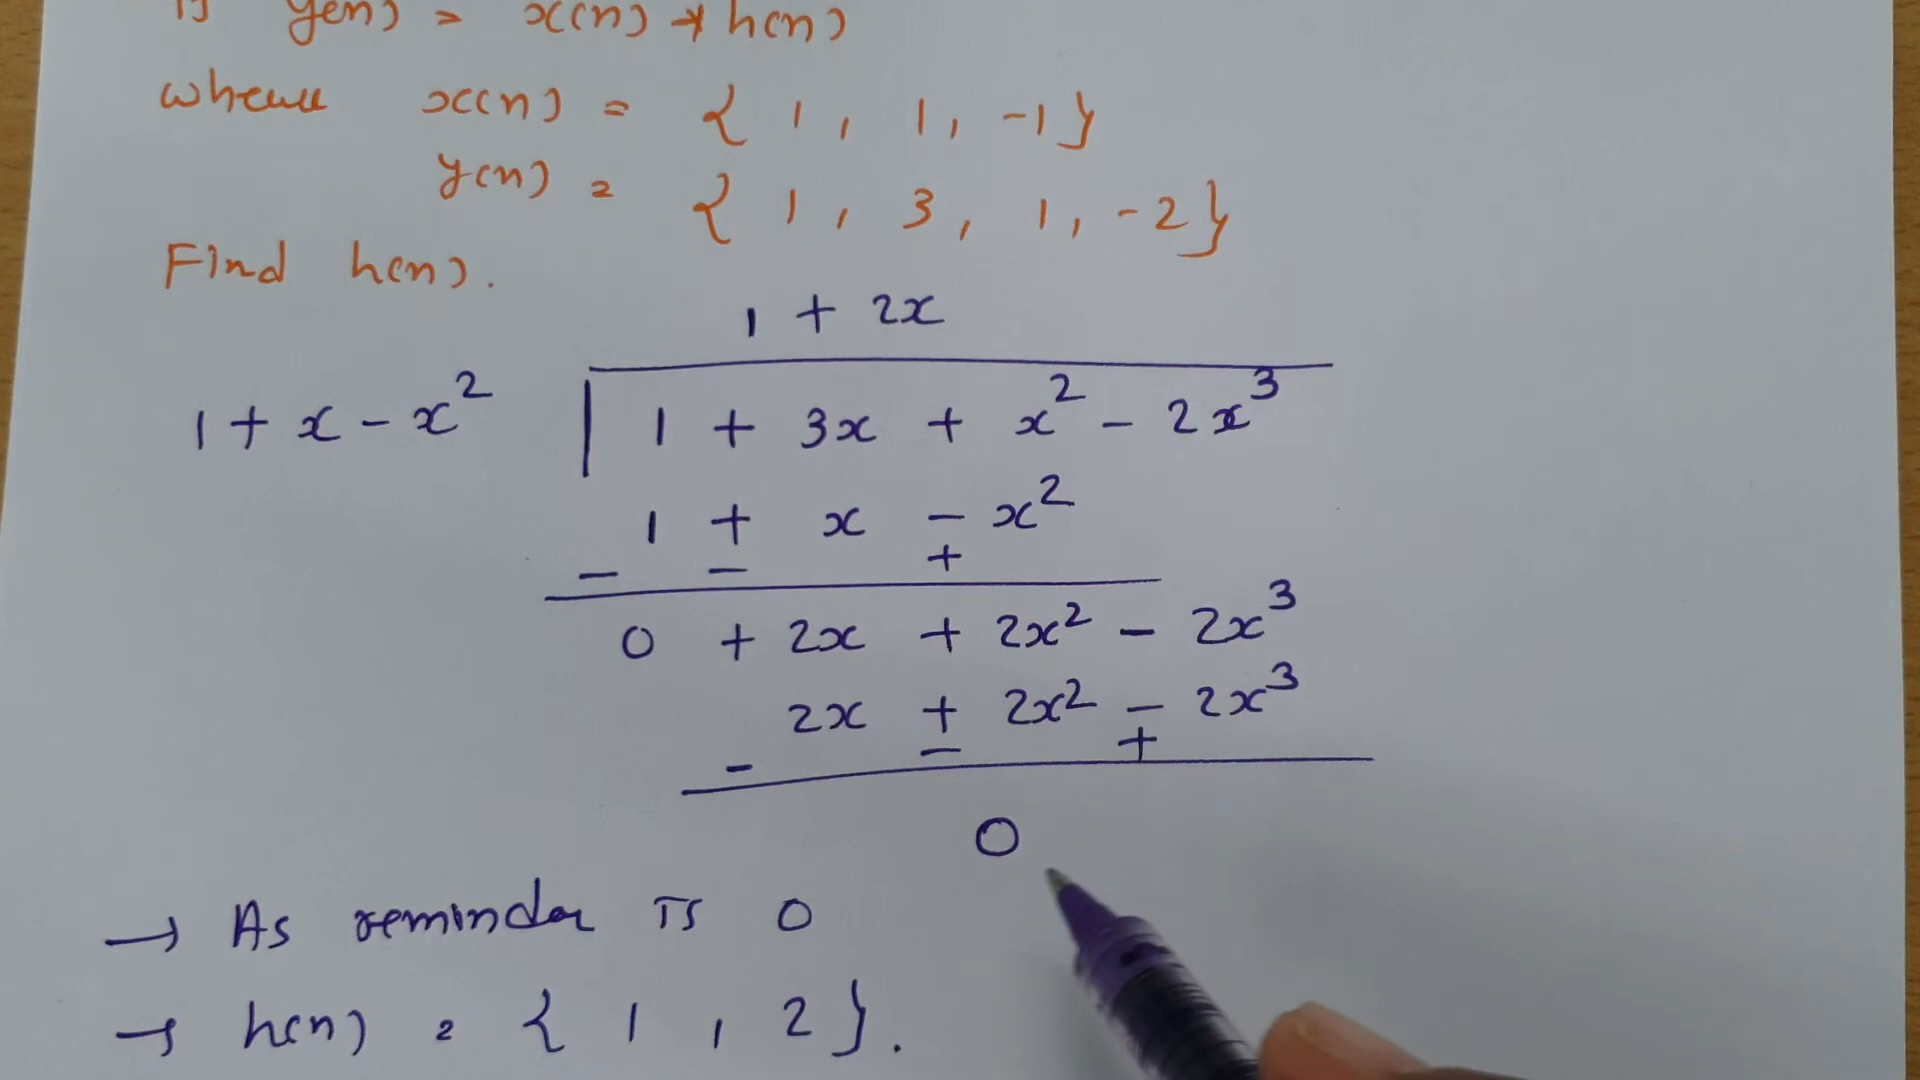 Is y(n) = x(n) * h(n)
where x(n) = { 1, 1, -1}
y(n) = { 1, 3, 1, -2}
Find h(n).
1 + 2x
1 + x - x² | 1 + 3x + x² - 2x³
1 + x - x²
- - +
0 + 2x + 2x² - 2x³
2x + 2x² - 2x³
- - +
0
→ As reminder is 0
→ h(n) = { 1, 2}.